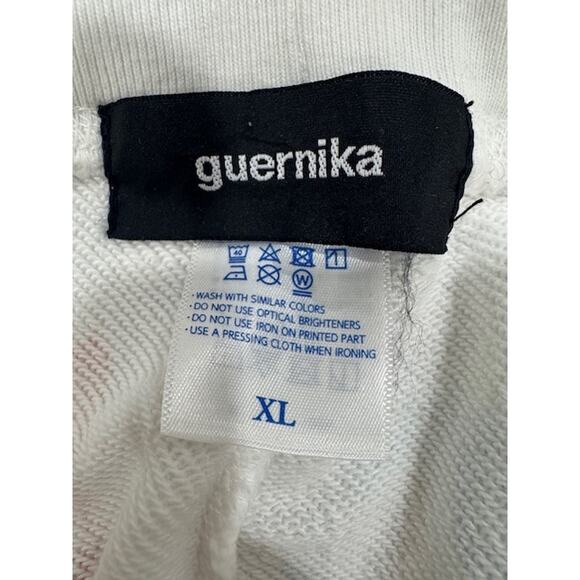 guernika
40
W
· WASH WITH SIMILAR COLORS
· DO NOT USE OPTICAL BRIGHTENERS
· DO NOT USE IRON ON PRINTED PART
· USE A PRESSING CLOTH WHEN IRONING
XL